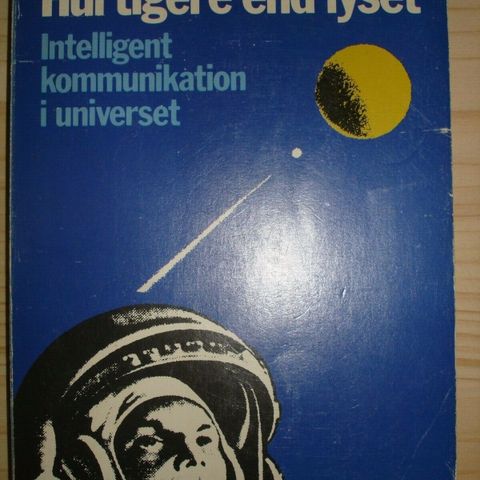 Hurtigere end lyset
Intelligent
kommunikation
i universet